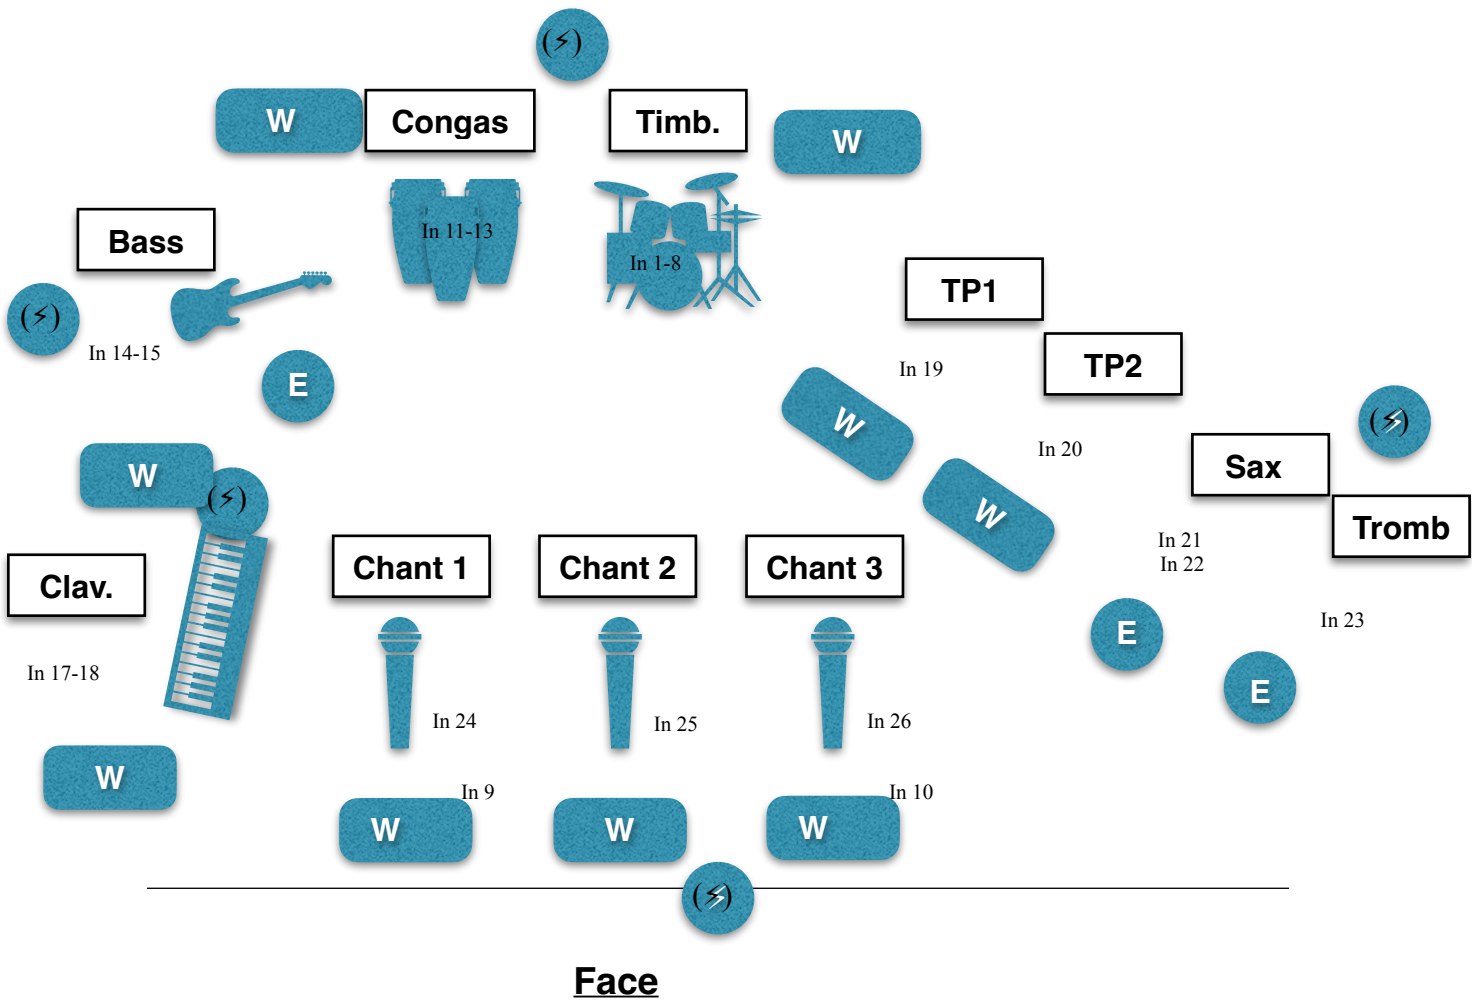 (⚡)
W
Congas
Timb.
W
Bass
In 11-13
In 1-8
TP1
(⚡)
In 14-15
TP2
In 19
E
W
(⚡)
In 20
Sax
W
(⚡)
W
Tromb
Clav.
Chant 1
Chant 2
Chant 3
In 21
In 22
In 23
E
In 17-18
E
In 24
In 25
In 26
W
In 9
In 10
W
W
W
(⚡)
Face